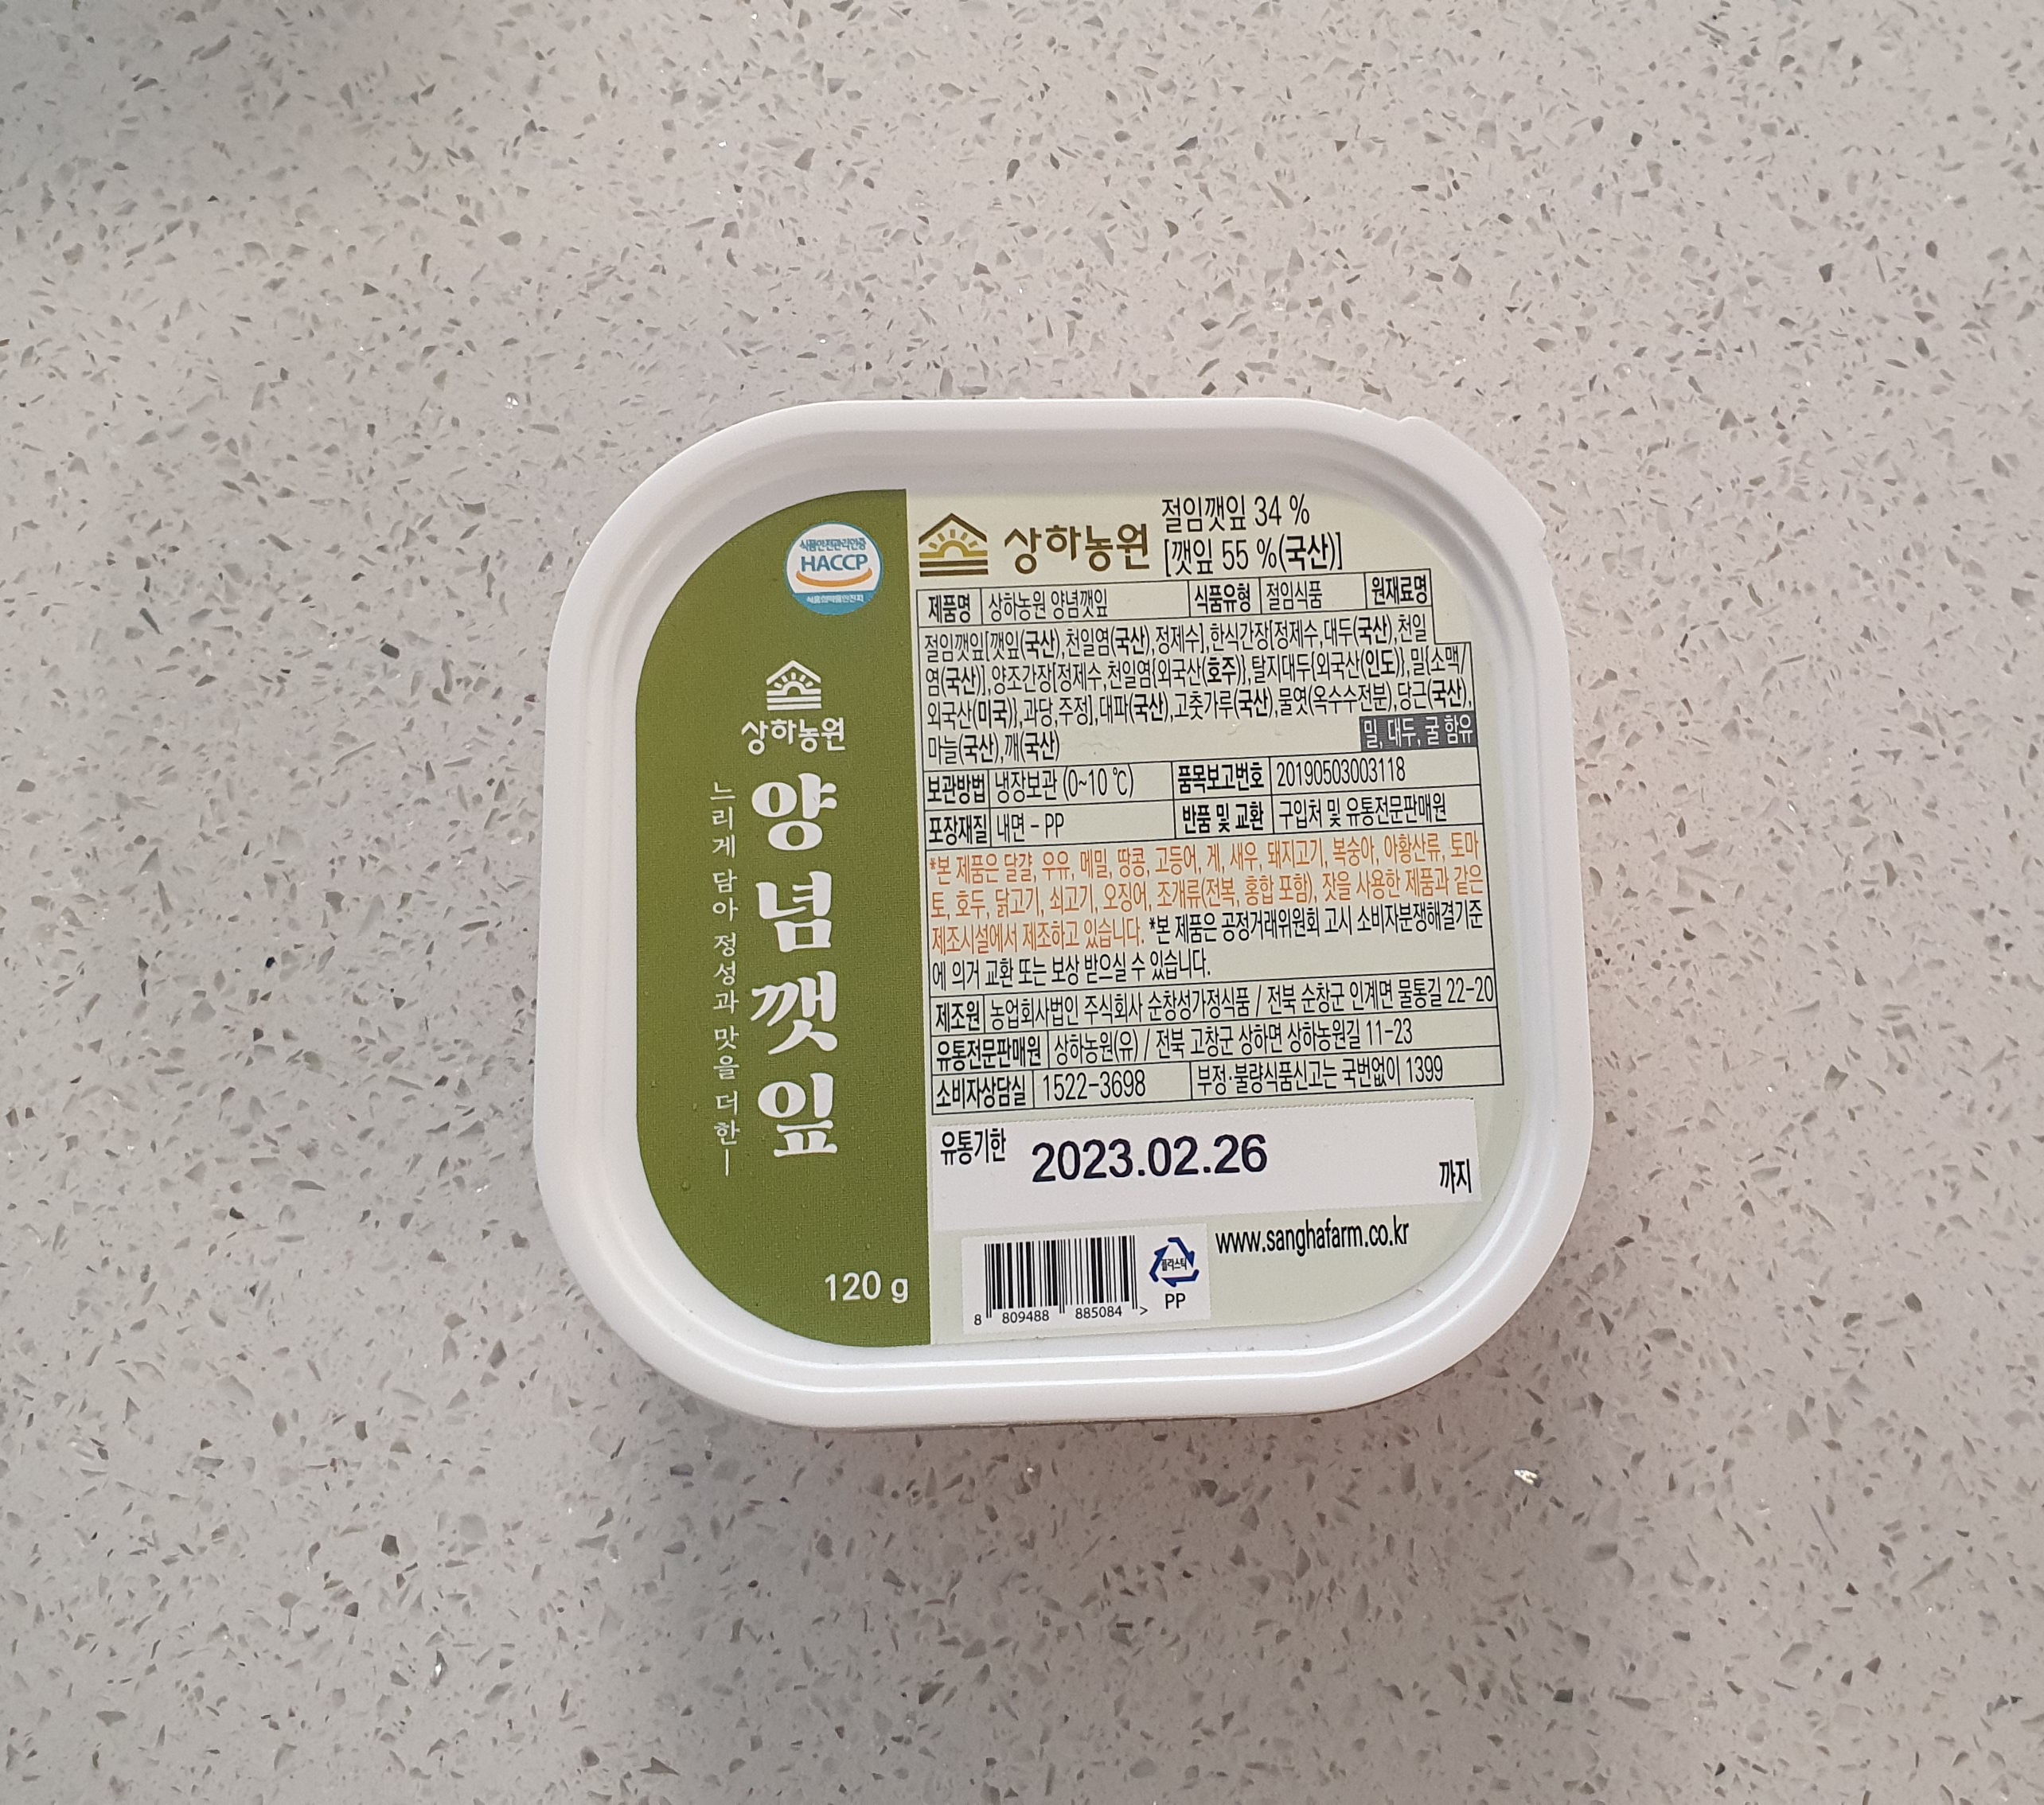 식품안전관리인증
HACCP
식품의약품안전처
상하농원
양념깻잎
느리게 담아 정성과 맛을 더한
120 g
상하농원
절임깻잎 34 %
[깻잎 55 %(국산)]
제품명 상하농원 양념깻잎 식품유형 절임식품 원재료명
절임깻잎[깻잎(국산),천일염(국산),정제수],한식간장[정제수,대두(국산),천일
염(국산)],양조간장[정제수,천일염{외국산(호주)},탈지대두{외국산(인도)},밀{소맥/
외국산(미국)},과당,주정],대파(국산),고춧가루(국산),물엿(옥수수전분),당근(국산),
마늘(국산),깨(국산)
밀, 대두, 굴 함유
보관방법 냉장보관 (0~10 ℃) 품목보고번호 20190503003118
포장재질 내면 - PP 반품 및 교환 구입처 및 유통전문판매원
*본 제품은 달걀, 우유, 메밀, 땅콩, 고등어, 게, 새우, 돼지고기, 복숭아, 아황산류, 토마
토, 호두, 닭고기, 쇠고기, 오징어, 조개류(전복, 홍합 포함), 잣을 사용한 제품과 같은
제조시설에서 제조하고 있습니다. *본 제품은 공정거래위원회 고시 소비자분쟁해결기준
에 의거 교환 또는 보상 받으실 수 있습니다.
제조원 농업회사법인 주식회사 순창성가정식품 / 전북 순창군 인계면 물통길 22-20
유통전문판매원 상하농원(유) / 전북 고창군 상하면 상하농원길 11-23
소비자상담실 1522-3698 부정·불량식품신고는 국번없이 1399
유통기한 2023.02.26 까지
www.sanghafarm.co.kr
플라스틱
PP
8 809488 885084 >